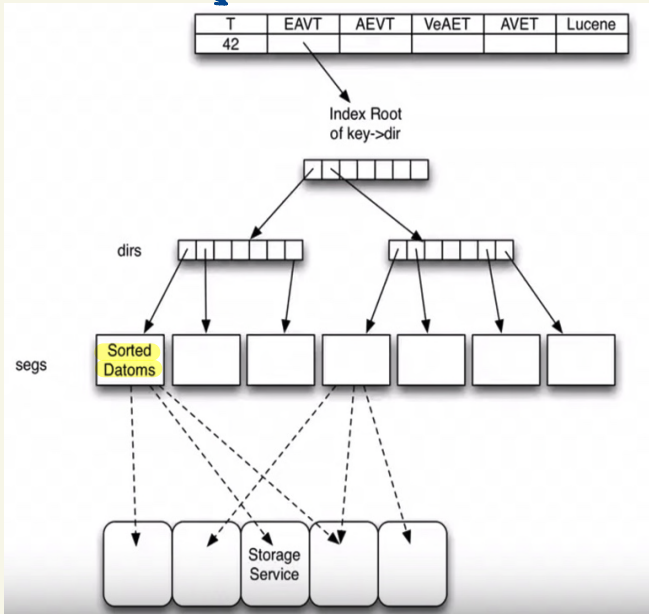 T EAVT AEVT VeAET AVET Lucene
42
Index Root
of key->dir
dirs
segs
Sorted
Datoms
Storage
Service